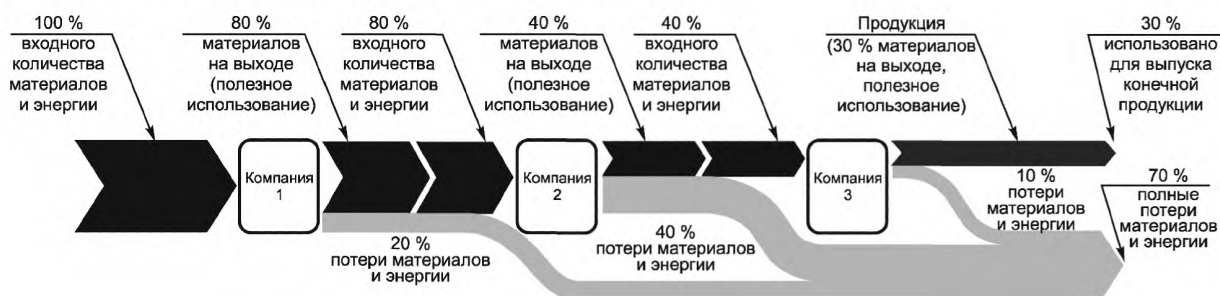 100 %
входного
количества
материалов
и энергии
80 %
материалов
на выходе
(полезное
использование)
80 %
входного
количества
материалов
и энергии
40 %
материалов
на выходе
(полезное
использование)
40 %
входного
количества
материалов
и энергии
Продукция
(30 % материалов
на выходе,
полезное
использование)
30 %
использовано
для выпуска
конечной
продукции
Компания
1
Компания
2
Компания
3
20 %
потери материалов
и энергии
40 %
потери материалов
и энергии
10 %
потери
материалов
и энергии
70 %
полные
потери
материалов
и энергии